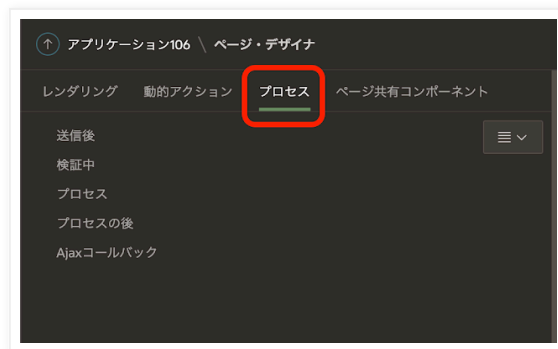 アプリケーション106 \ ページ・デザイナ
レンダリング 動的アクション プロセス ページ共有コンポーネント
送信後
検証中
プロセス
プロセスの後
Ajaxコールバック